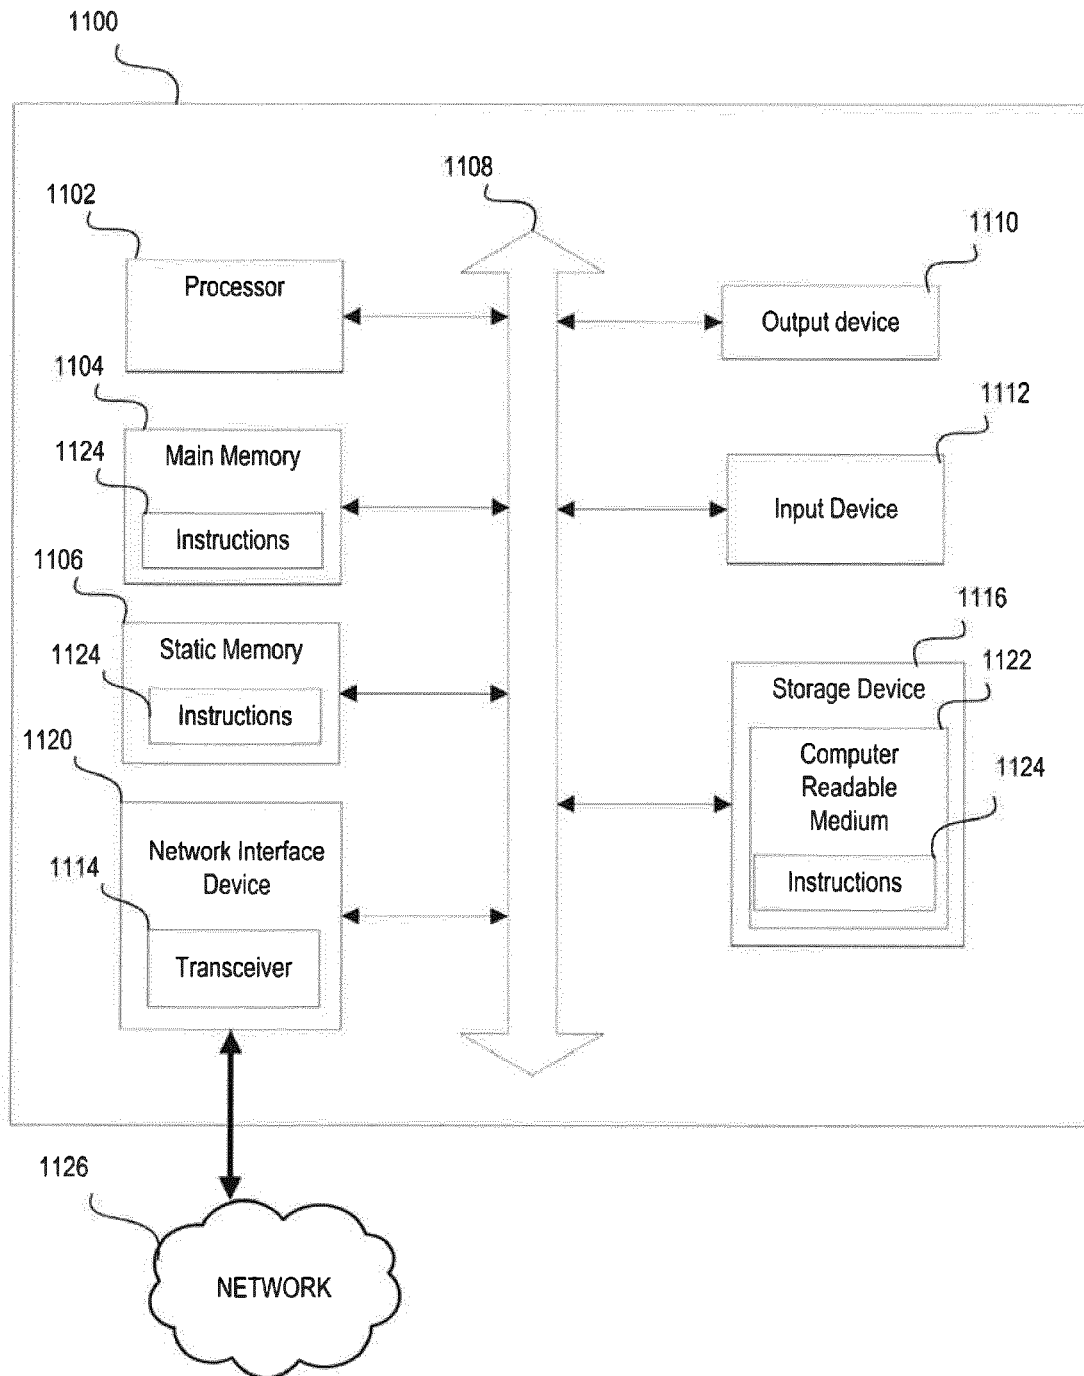 1100
1108
1102
1110
Processor
Output device
1104
1112
Main Memory
1124
Input Device
Instructions
1106
1116
Static Memory
1122
1124
Storage Device
Instructions
Computer
Readable
Medium
1124
1120
Network Interface
Device
1114
Instructions
Transceiver
1126
NETWORK